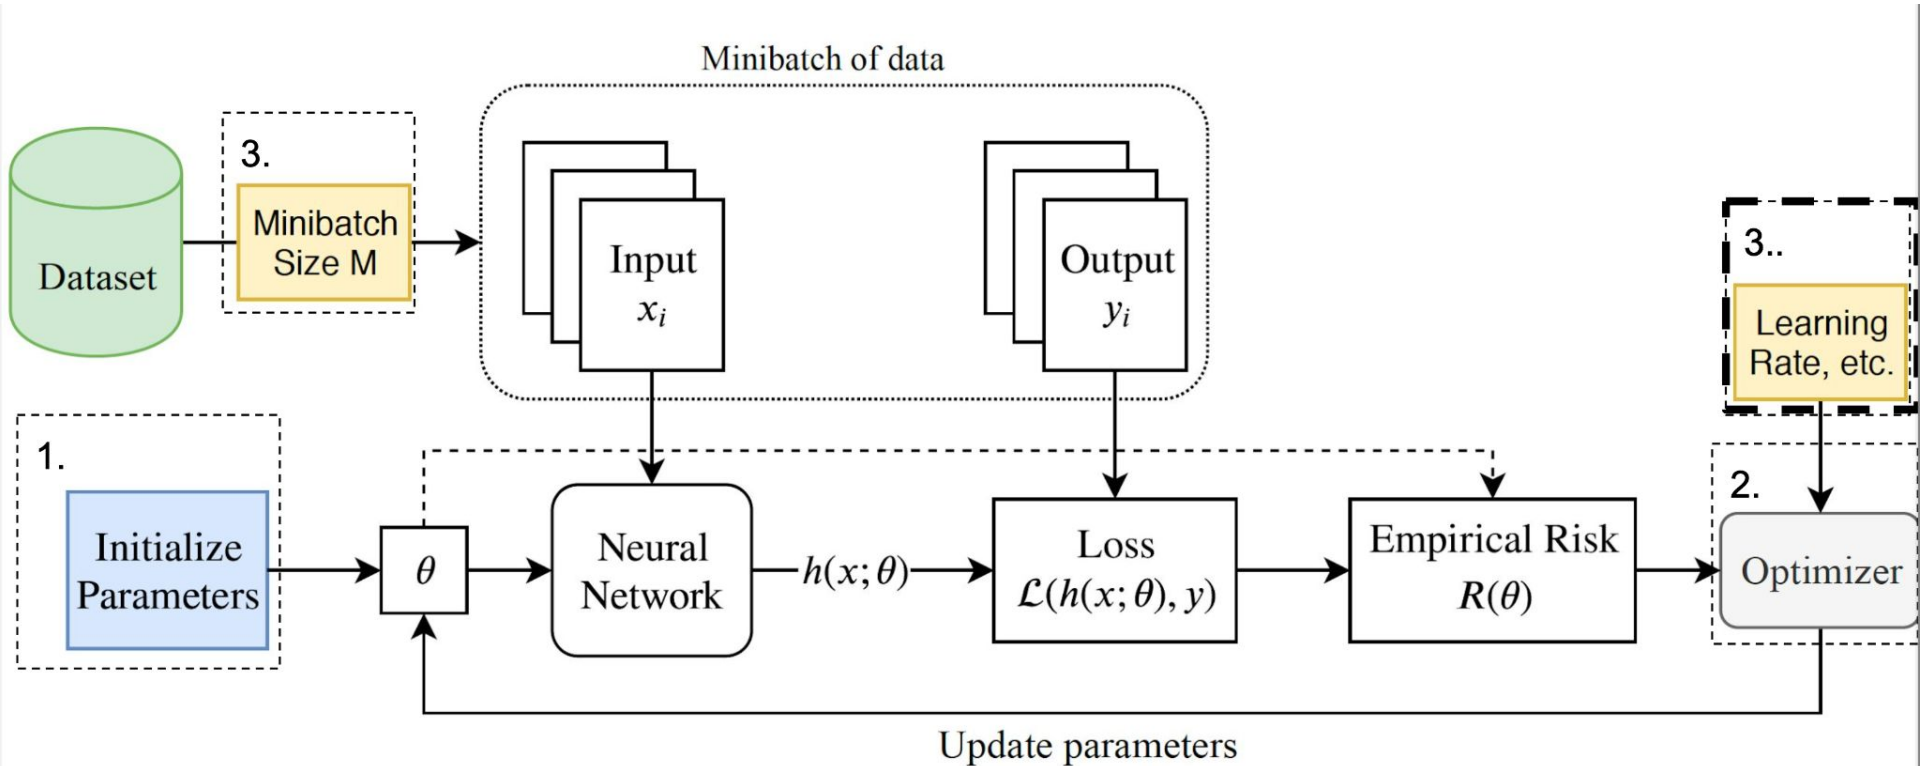 Minibatch of data
3.
Minibatch
Size M
Dataset
Input
xᵢ
Output
yᵢ
3..
Learning
Rate, etc.
1.
Initialize
Parameters
θ
Neural
Network
h(x; θ)
Loss
ℒ(h(x; θ), y)
Empirical Risk
R(θ)
2.
Optimizer
Update parameters